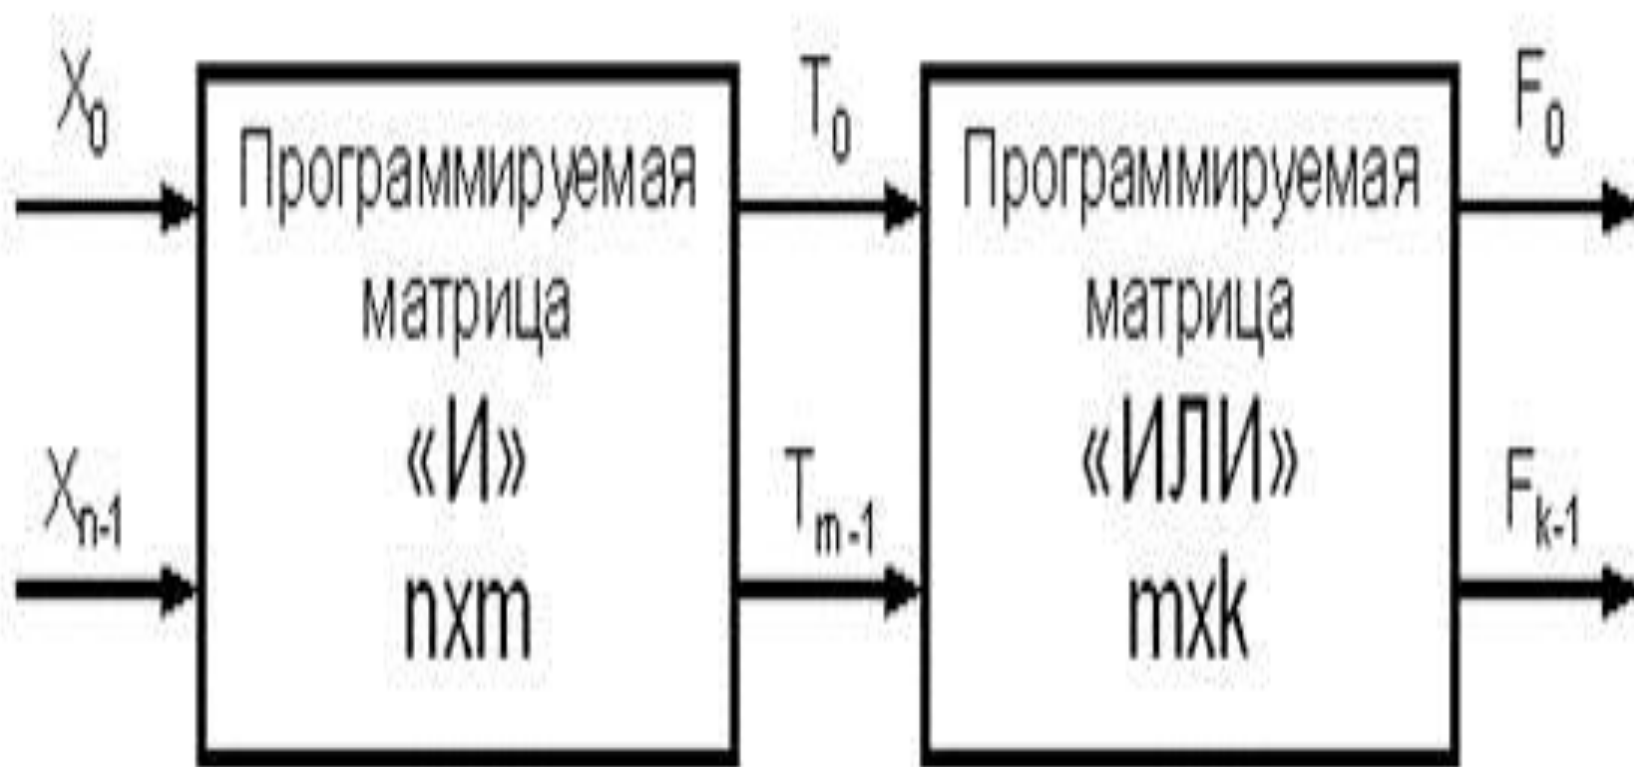 X₀
Программируемая
матрица
«И»
nxm
Xₙ₋₁
T₀
Tₘ₋₁
Программируемая
матрица
«ИЛИ»
mxk
F₀
Fₖ₋₁